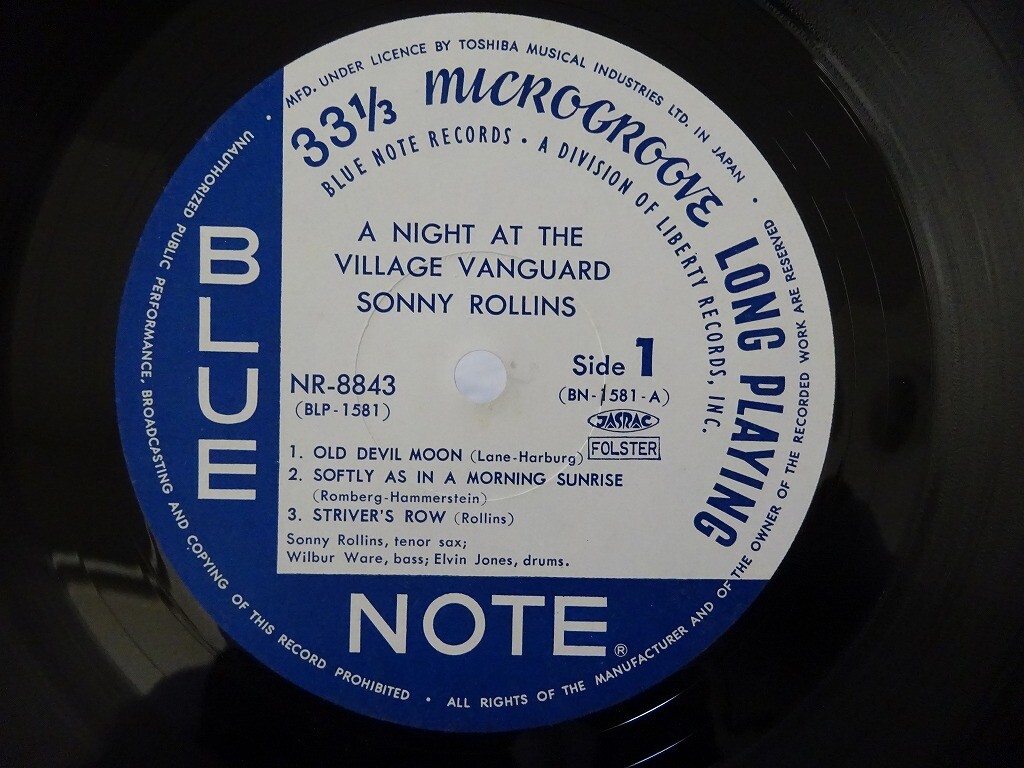 MFD. UNDER LICENCE BY TOSHIBA MUSICAL INDUSTRIES LTD. IN JAPAN •
33⅓ MICROGROOVE LONG PLAYING
BLUE NOTE RECORDS • A DIVISION OF LIBERTY RECORDS, INC.
A NIGHT AT THE
VILLAGE VANGUARD
SONNY ROLLINS
Side 1
NR-8843
(BLP-1581)
(BN-1581-A)
JASRAC
FOLSTER
1. OLD DEVIL MOON (Lane-Harburg)
2. SOFTLY AS IN A MORNING SUNRISE
(Romberg-Hammerstein)
3. STRIVER'S ROW (Rollins)
Sonny Rollins, tenor sax;
Wilbur Ware, bass; Elvin Jones, drums.
BLUE
NOTE®
ALL RIGHTS OF THE MANUFACTURER AND OF THE OWNER OF THE RECORDED WORK ARE RESERVED
• UNAUTHORIZED PUBLIC PERFORMANCE, BROADCASTING AND COPYING OF THIS RECORD PROHIBITED •